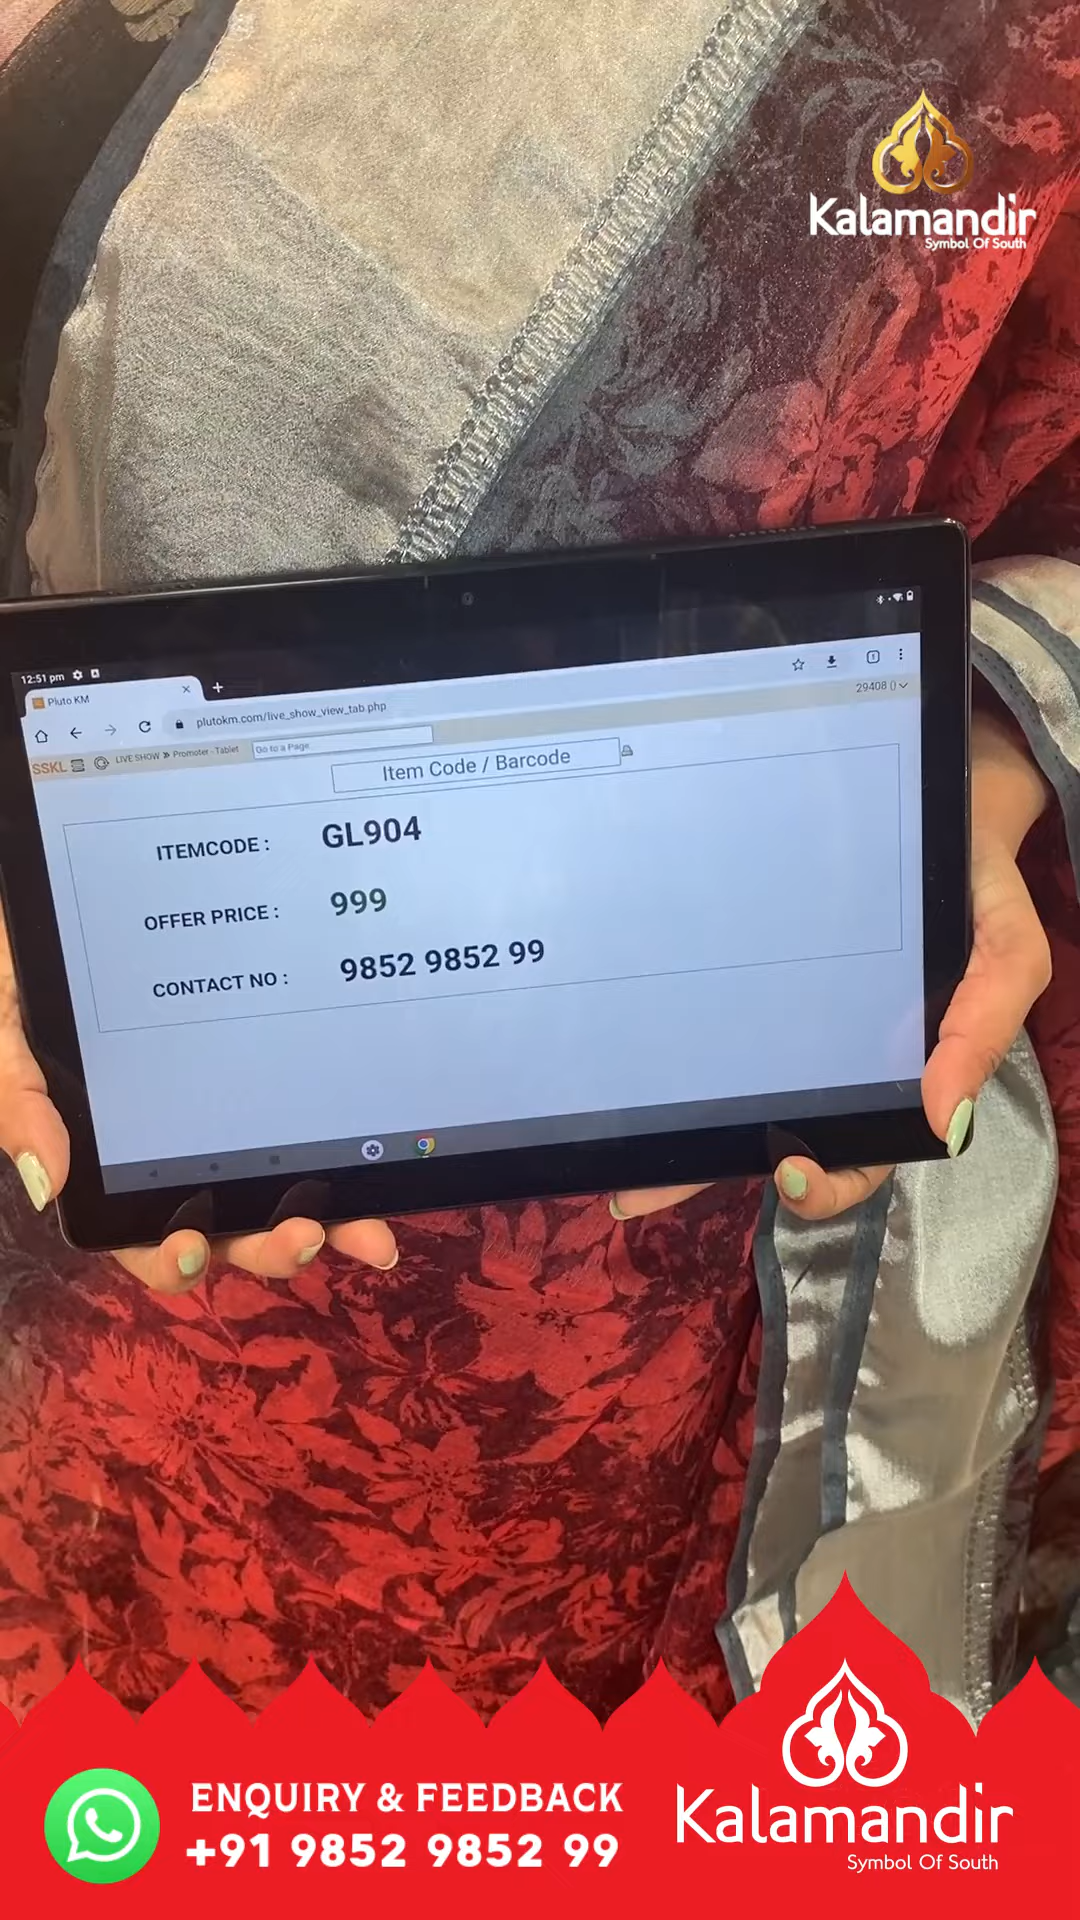 Kalamandir
Symbol Of South
12:51 pm
Pluto KM
plutokm.com/live_show_view_tab.php
29408 ()
SSKL
LIVE SHOW » Promoter - Tablet
Go to a Page
Item Code / Barcode
ITEMCODE : GL904
OFFER PRICE : 999
CONTACT NO : 9852 9852 99
ENQUIRY & FEEDBACK
+91 9852 9852 99
Kalamandir
Symbol Of South